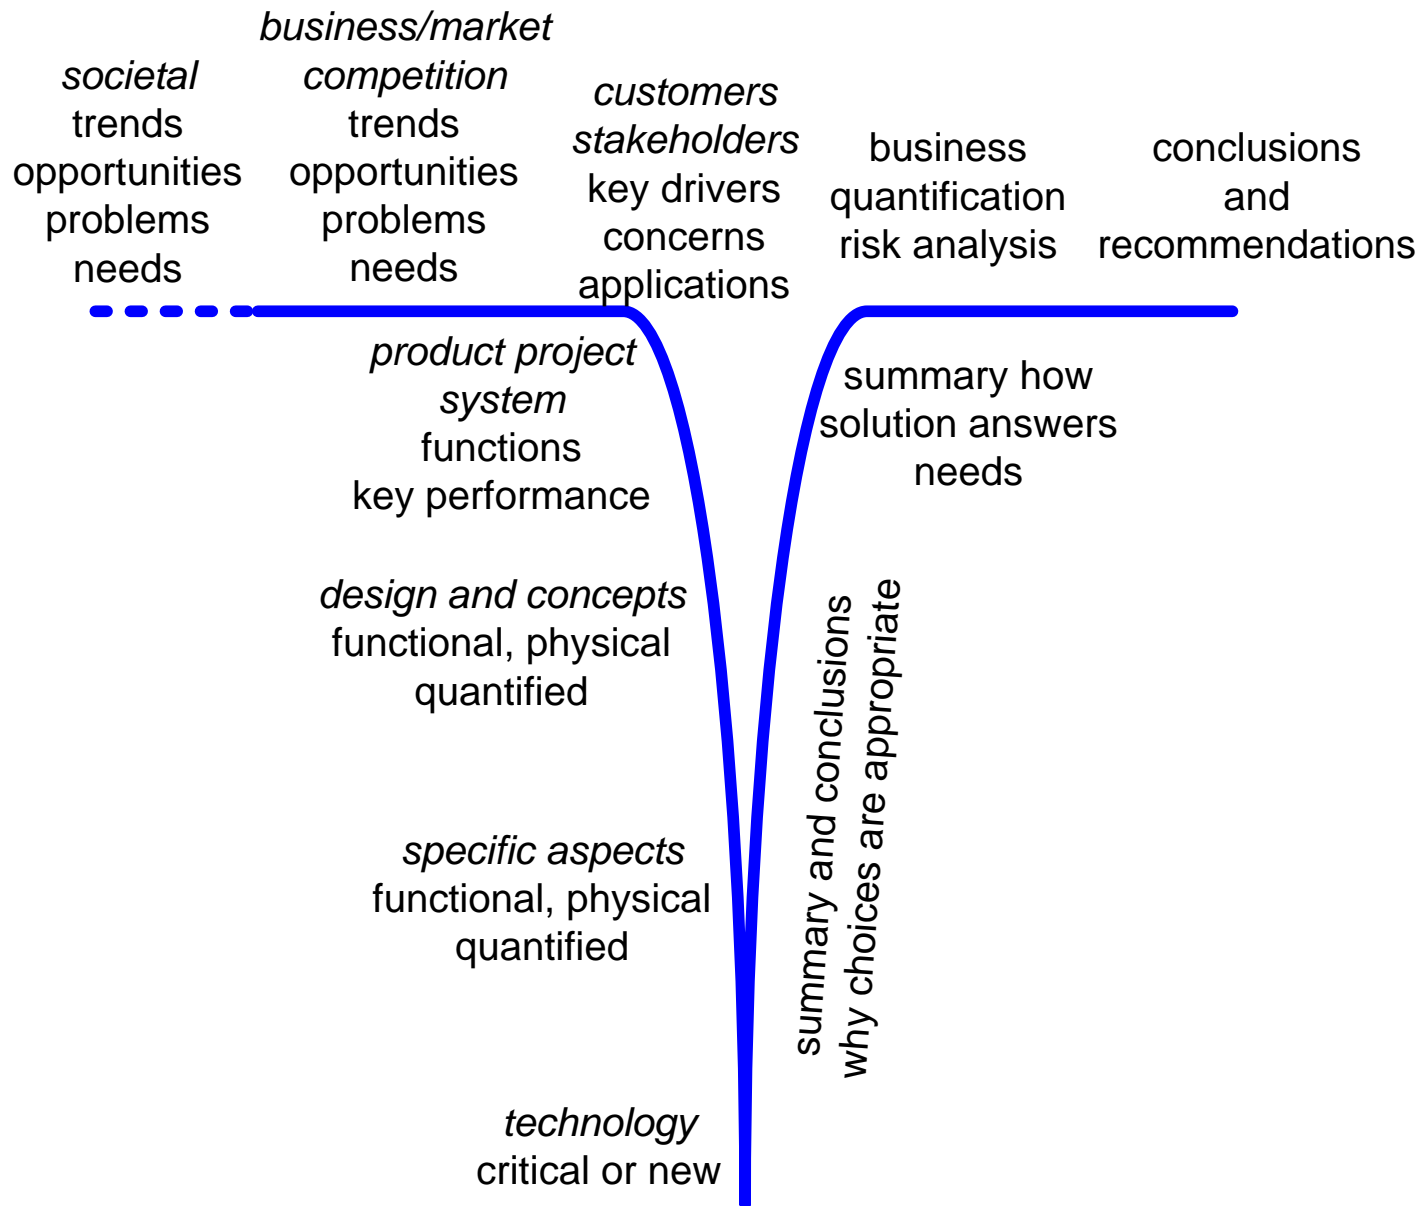 societal
trends
opportunities
problems
needs
business/market
competition
trends
opportunities
problems
needs
customers
stakeholders
key drivers
concerns
applications
business
quantification
risk analysis
conclusions
and
recommendations
product project
system
functions
key performance
summary how
solution answers
needs
design and concepts
functional, physical
quantified
specific aspects
functional, physical
quantified
summary and conclusions
why choices are appropriate
technology
critical or new